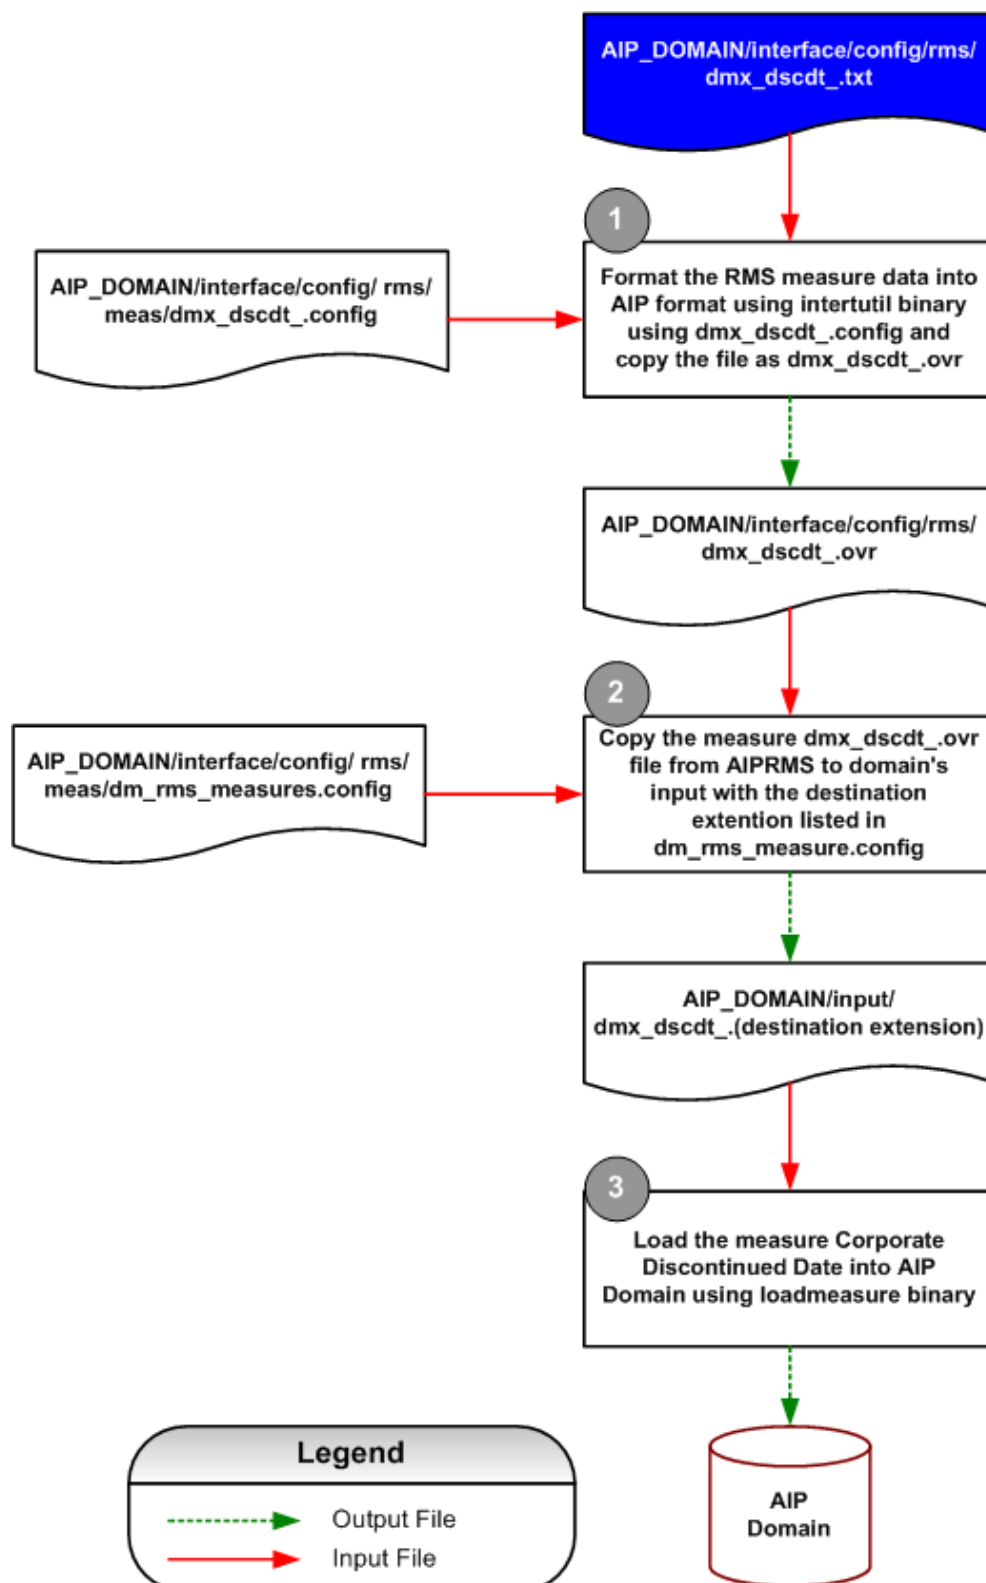 AIP_DOMAIN/interface/config/rms/
dmx_dscdt_.txt
1
AIP_DOMAIN/interface/config/ rms/
meas/dmx_dscdt_.config
Format the RMS measure data into
AIP format using intertutil binary
using dmx_dscdt_.config and
copy the file as dmx_dscdt_.ovr
AIP_DOMAIN/interface/config/rms/
dmx_dscdt_.ovr
2
AIP_DOMAIN/interface/config/ rms/
meas/dm_rms_measures.config
Copy the measure dmx_dscdt_.ovr
file from AIPRMS to domain's
input with the destination
extention listed in
dm_rms_measure.config
AIP_DOMAIN/input/
dmx_dscdt_.(destination extension)
3
Load the measure Corporate
Discontinued Date into AIP
Domain using loadmeasure binary
AIP
Domain
Legend
Output File
Input File